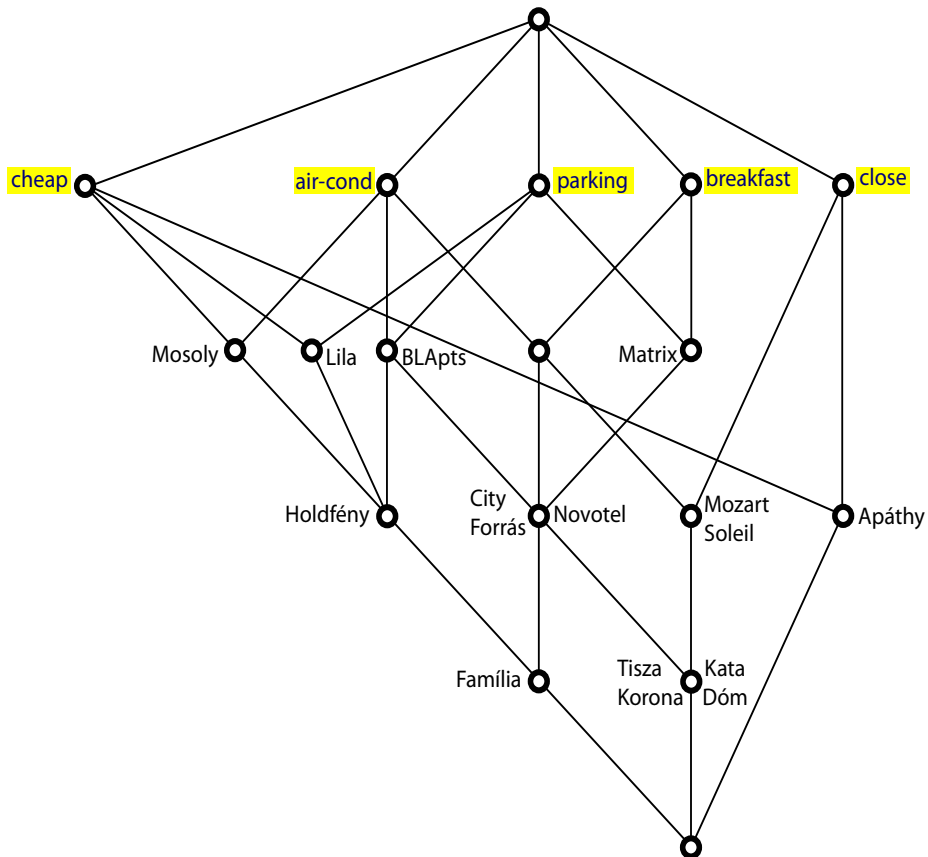 cheap
air-cond
parking
breakfast
close
Mosoly
Lila
BLApts
Matrix
Holdfény
City
Forrás
Novotel
Mozart
Soleil
Apáthy
Família
Tisza
Korona
Kata
Dóm